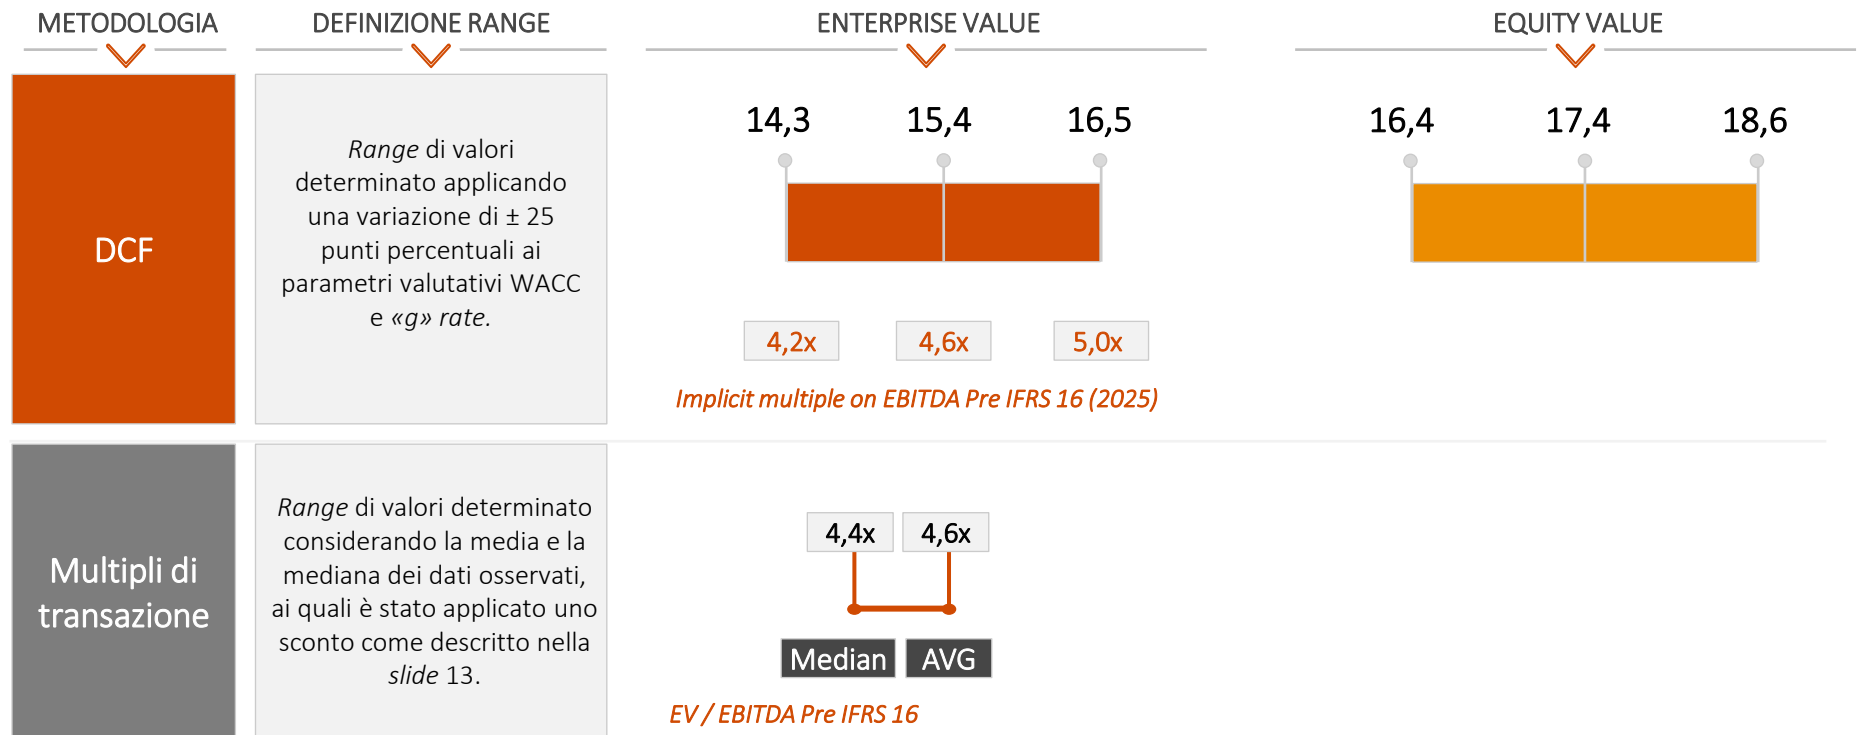 METODOLOGIA
DEFINIZIONE RANGE
ENTERPRISE VALUE
EQUITY VALUE
DCF
Range di valori
determinato applicando
una variazione di ± 25
punti percentuali ai
parametri valutativi WACC
e «g» rate.
14,3
15,4
16,5
16,4
17,4
18,6
4,2x
4,6x
5,0x
Implicit multiple on EBITDA Pre IFRS 16 (2025)
Multipli di
transazione
Range di valori determinato
considerando la media e la
mediana dei dati osservati,
ai quali è stato applicato uno
sconto come descritto nella
slide 13.
4,4x
4,6x
Median
AVG
EV / EBITDA Pre IFRS 16